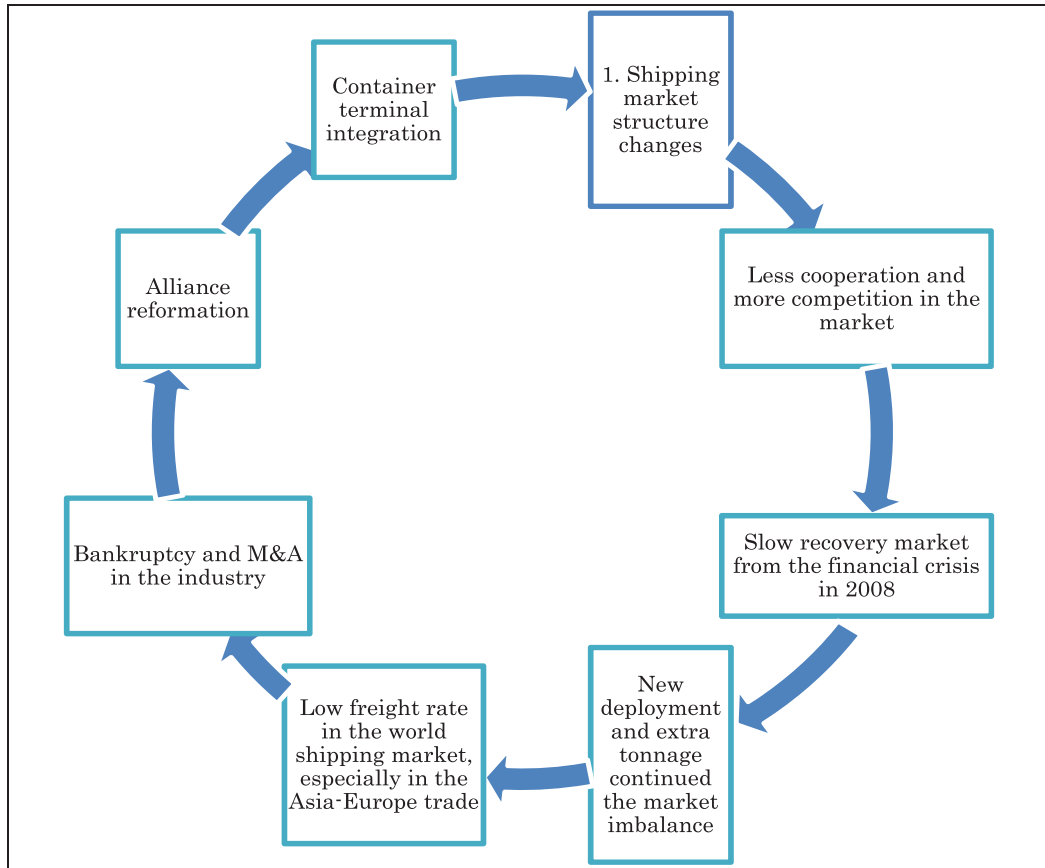 1. Shipping
market
structure
changes
Less cooperation and
more competition in the
market
Slow recovery market
from the financial crisis
in 2008
New
deployment
and extra
tonnage
continued
the market
imbalance
Low freight rate
in the world
shipping market,
especially in the
Asia-Europe trade
Bankruptcy and M&A
in the industry
Alliance
reformation
Container
terminal
integration